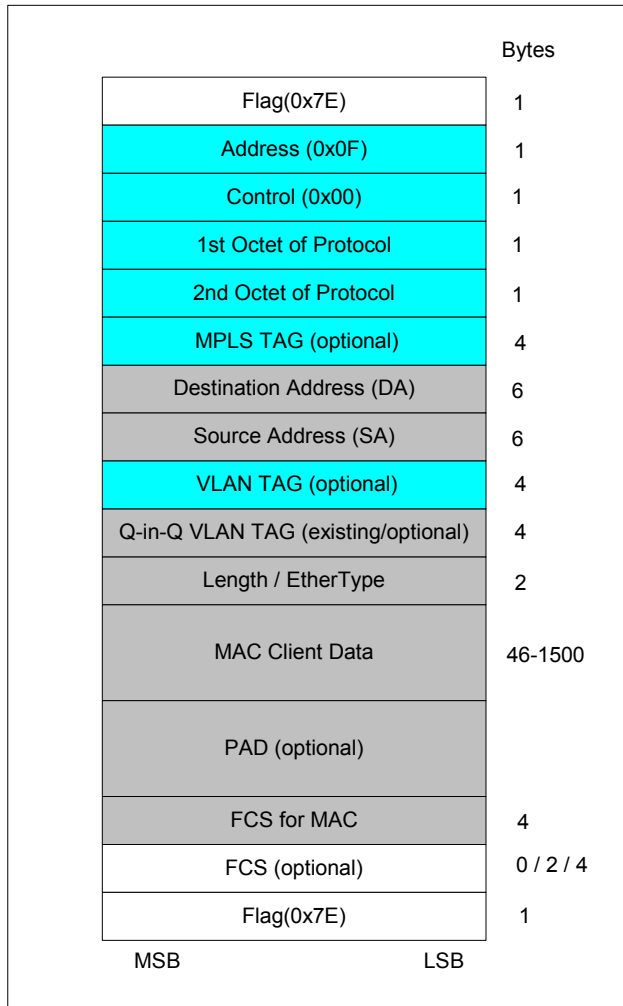 Bytes
Flag(0x7E) 1
Address (0x0F) 1
Control (0x00) 1
1st Octet of Protocol 1
2nd Octet of Protocol 1
MPLS TAG (optional) 4
Destination Address (DA) 6
Source Address (SA) 6
VLAN TAG (optional) 4
Q-in-Q VLAN TAG (existing/optional) 4
Length / EtherType 2
MAC Client Data 46-1500
PAD (optional)
FCS for MAC 4
FCS (optional) 0 / 2 / 4
Flag(0x7E) 1
MSB LSB